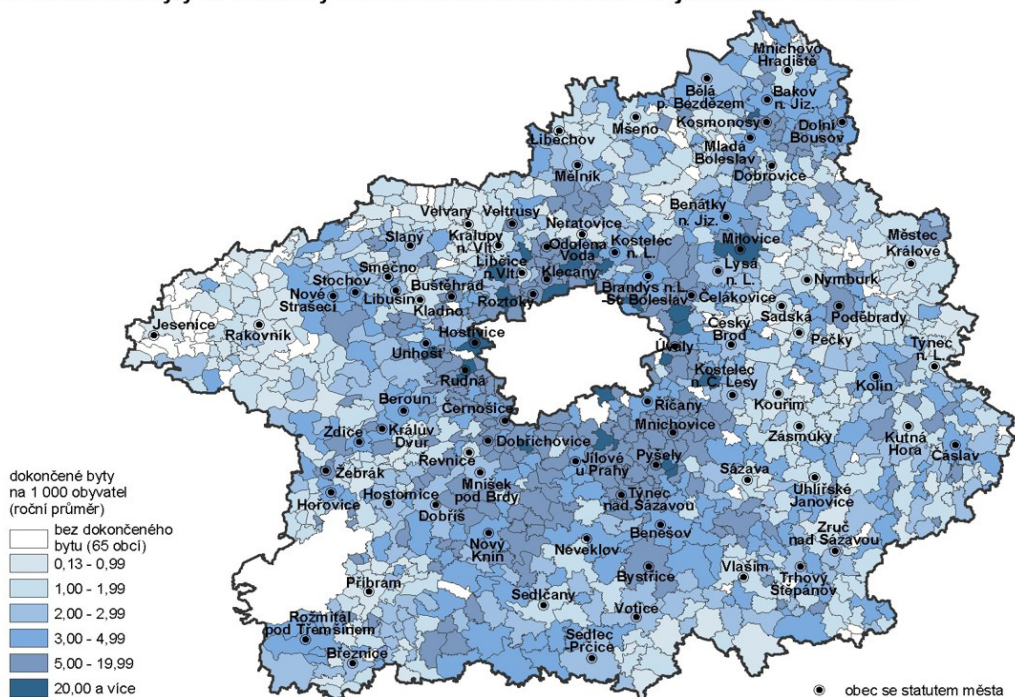 Mnichovo
Hradiště
Bělá
p. Bezdězem
Bakov
n. Jiz.
Kosmonosy
Dolní
Bousov
Mšeno
Liběchov
Mladá
Boleslav
Dobrovice
Mělník
Benátky
n. Jiz.
Velvary
Veltrusy
Neratovice
Městec
Králové
Slaný
Kralupy
n. Vlt.
Odolena
Voda
Kostelec
n. L.
Milovice
Libčice
n. Vlt.
Klecany
Lysá
n. L.
Nymburk
Smečno
Stochov
Buštěhrad
Brandýs n.L.
St. Boleslav
Čelákovice
Nové
Strašecí
Libušín
Roztoky
Sadská
Poděbrady
Kladno
Jesenice
Rakovník
Hostivice
Český
Brod
Pečky
Týnec
n. L.
Unhošť
Úvaly
Rudná
Kostelec
n. Č. Lesy
Kolín
Beroun
Říčany
Kouřim
Černošice
Mnichovice
Králův
Dvůr
Zdice
Dobřichovice
Zásmuky
Kutná
Hora
Čáslav
Řevnice
Jílové
u Prahy
Pyšely
Žebrák
Mníšek
pod Brdy
Sázava
Uhlířské
Janovice
Hořovice
Hostomice
Týnec
nad Sázavou
Dobříš
Benešov
Zruč
nad Sázavou
Nový
Knín
Neveklov
Bystřice
Vlašim
Trhový
Štěpánov
Příbram
Sedlčany
Votice
Rožmitál
pod Třemšínem
Sedlec
-Prčice
Březnice
dokončené byty
na 1 000 obyvatel
(roční průměr)
bez dokončeného
bytu (65 obcí)
0,13 - 0,99
1,00 - 1,99
2,00 - 2,99
3,00 - 4,99
5,00 - 19,99
20,00 a více
obec se statutem města